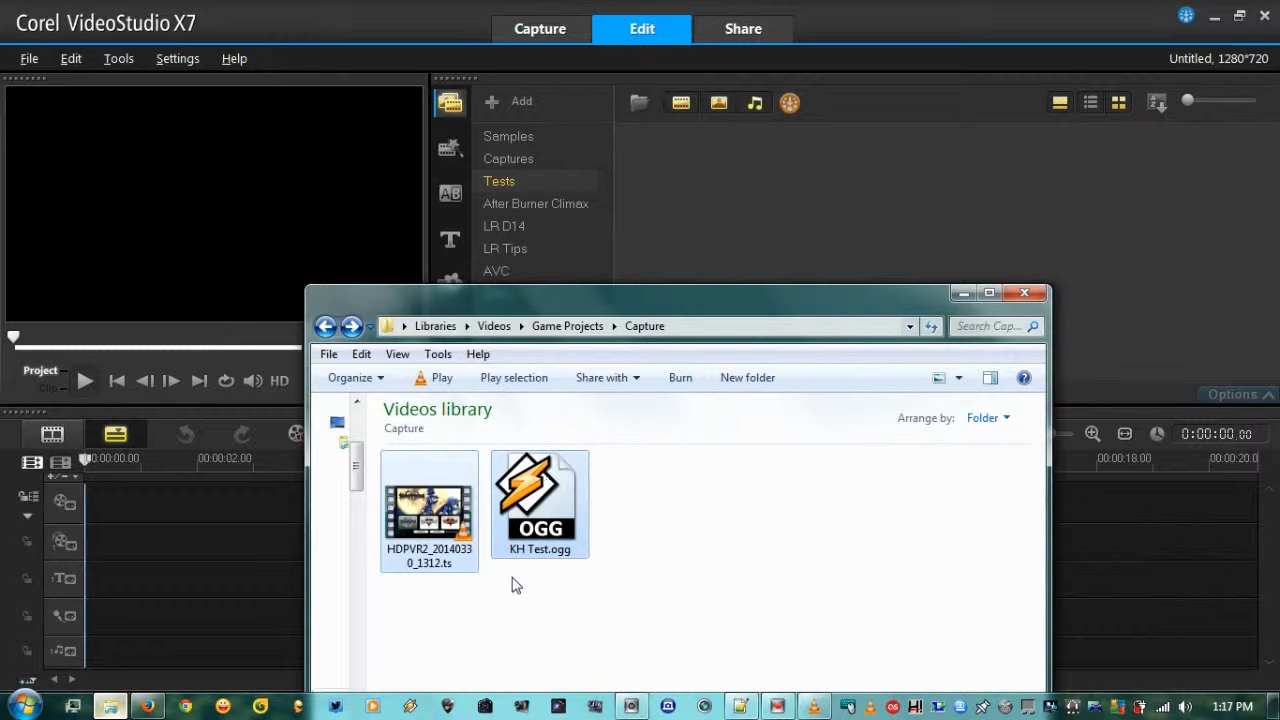 Corel VideoStudio X7
Capture
Edit
Share
File Edit Tools Settings Help
Untitled, 1280*720
Add
Samples
Captures
Tests
After Burner Climax
LR D14
LR Tips
AVC
Project
Clip
HD
Options
0:00:00.00
00:00:00.00
00:00:02.00
00:00:18.00
00:00:20.0
Libraries Videos Game Projects Capture
Search Cap...
File Edit View Tools Help
Organize Play Play selection Share with Burn New folder
Videos library
Capture
Arrange by: Folder
OGG
HDPVR2_2014033
0_1312.ts
KH Test.ogg
1:17 PM